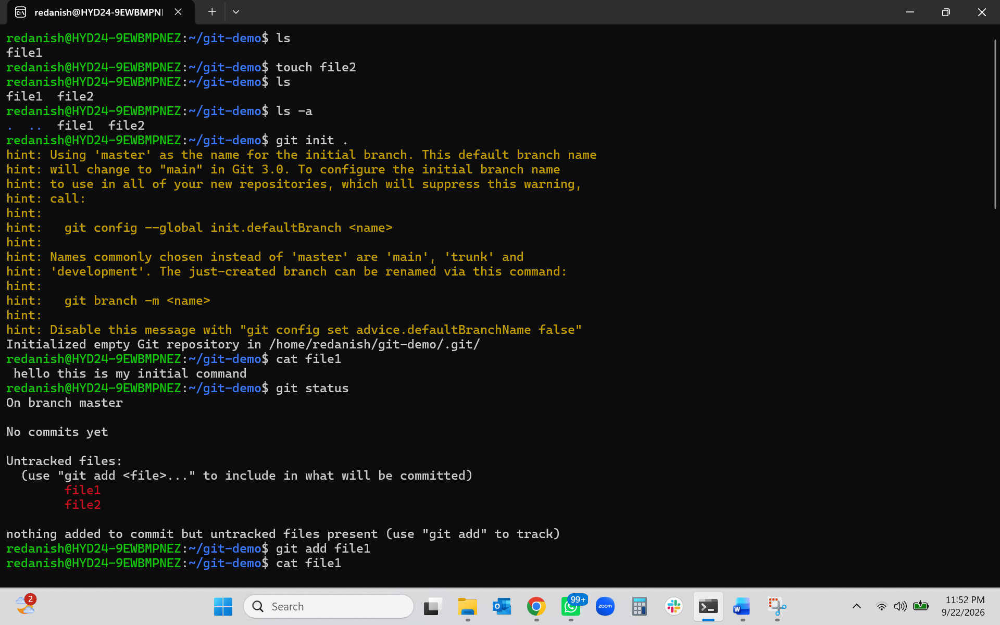 redanish@HYD24-9EWBMPNI
redanish@HYD24-9EWBMPNEZ:~/git-demo$ ls
file1
redanish@HYD24-9EWBMPNEZ:~/git-demo$ touch file2
redanish@HYD24-9EWBMPNEZ:~/git-demo$ ls
file1  file2
redanish@HYD24-9EWBMPNEZ:~/git-demo$ ls -a
.  ..  file1  file2
redanish@HYD24-9EWBMPNEZ:~/git-demo$ git init .
hint: Using 'master' as the name for the initial branch. This default branch name
hint: will change to "main" in Git 3.0. To configure the initial branch name
hint: to use in all of your new repositories, which will suppress this warning,
hint: call:
hint:
hint:   git config --global init.defaultBranch <name>
hint:
hint: Names commonly chosen instead of 'master' are 'main', 'trunk' and
hint: 'development'. The just-created branch can be renamed via this command:
hint:
hint:   git branch -m <name>
hint:
hint: Disable this message with "git config set advice.defaultBranchName false"
Initialized empty Git repository in /home/redanish/git-demo/.git/
redanish@HYD24-9EWBMPNEZ:~/git-demo$ cat file1
 hello this is my initial command
redanish@HYD24-9EWBMPNEZ:~/git-demo$ git status
On branch master

No commits yet

Untracked files:
  (use "git add <file>..." to include in what will be committed)
        file1
        file2

nothing added to commit but untracked files present (use "git add" to track)
redanish@HYD24-9EWBMPNEZ:~/git-demo$ git add file1
redanish@HYD24-9EWBMPNEZ:~/git-demo$ cat file1
2
Search
99+
zoom
11:52 PM
9/22/2026